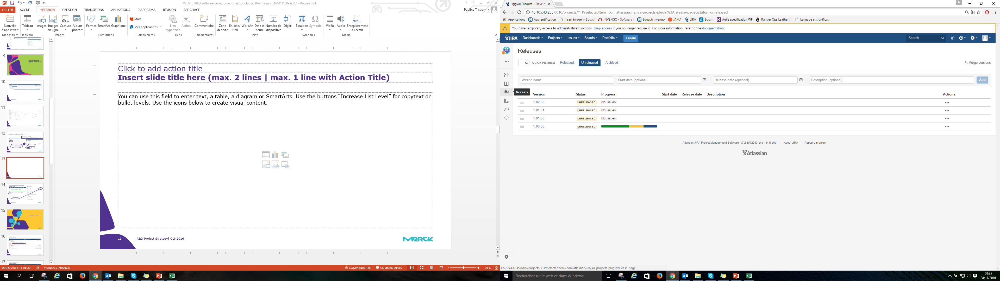 VL_MIL_R&D Software development methodology-JIRA- Training_1610131009 ed0.1 - PowerPoint
FICHIER ACCUEIL INSERTION CRÉATION TRANSITIONS ANIMATIONS DIAPORAMA RÉVISION AFFICHAGE
Pauline Tristram
Nouvelle diapositive
Tableau
Images
Images en ligne
Capture
Album photo
Formes
SmartArt
Graphique
Store
Mes applications
Lien hypertexte
Action
Commentaire
Zone de texte
En-tête/ Pied
WordArt
Date et heure
Numéro de diapositive
Objet
Équation
Symbole
Vidéo
Audio
Enregistrement à l'écran
Diapositives Tableaux Images Illustrations Compléments Liens Commentaires Texte Symboles Média
9
10
11
12
13
14
15
16
17
Click to add action title
Insert slide title here (max. 2 lines | max. 1 line with Action Title)
You can use this field to enter text, a table, a diagram or SmartArts. Use the buttons “Increase List Level” for copytext or
bullet levels. Use the icons below to create visual content.
13 R&D Project Strategy| Oct-2016
MERCK
DIAPOSITIVE 13 DE 29 FRANÇAIS (FRANCE) COMMENTAIRES COMMENTAIRES 106 %
YggVal Product 1 Develo
46.105.43.235:8010/projects/YTP?selectedItem=com.atlassian.jira.jira-projects-plugin%3Arelease-page&status=unreleased
Applications Authentification Insert image in Squas INVENGO - Software Squash Invengo JAMA JIRA Scrum Agile specification WF Ranger Ops Leather | Langage et significatio
You have temporary access to administrative functions. Drop access if you no longer require it. For more information, refer to the documentation.
JIRA Dashboards Projects Issues Boards Portfolio Create Search
Releases
QUICK FILTERS: Released Unreleased Archived Merge versions
Version name Start date (optional) Release date (optional) Description (optional) Add
Releases
Version Status Progress Start date Release date Description Actions
1.02.00 UNRELEASED No issues
1.01.01 UNRELEASED No issues
1.01.00 UNRELEASED No issues
1.00.00 UNRELEASED
Atlassian JIRA Project Management Software (v7.2.1#72003-sha1:3448e6b) · About JIRA · Report a problem
Atlassian
46.105.43.235:8010/projects/YTP?selectedItem=com.atlassian.jira.jira-projects-plugin:release-page
Rechercher sur le web et dans Windows
08:25
28/11/2016